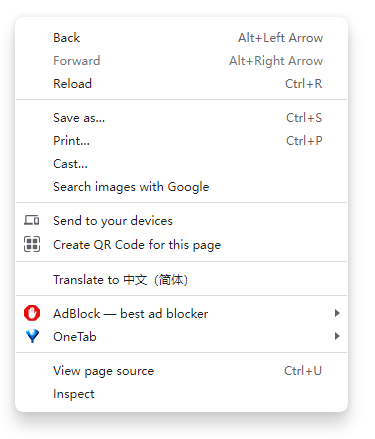 Back Alt+Left Arrow
Forward Alt+Right Arrow
Reload Ctrl+R
Save as... Ctrl+S
Print... Ctrl+P
Cast...
Search images with Google
Send to your devices
Create QR Code for this page
Translate to 中文（简体）
AdBlock — best ad blocker
OneTab
View page source Ctrl+U
Inspect